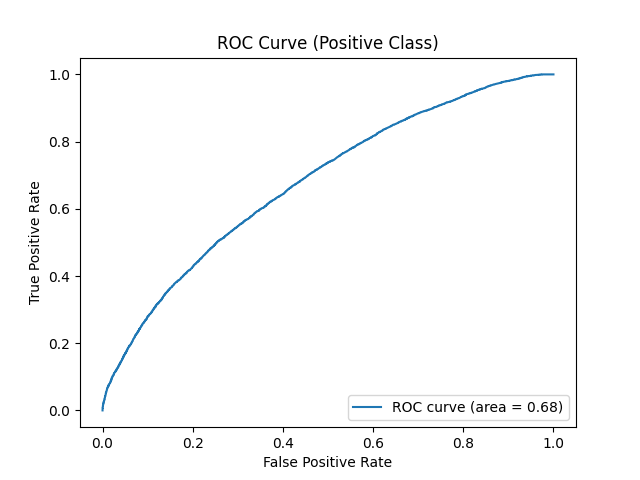 ROC Curve (Positive Class)
1.0
0.8
0.6
0.4
0.2
0.0
True Positive Rate
ROC curve (area = 0.68)
0.0 0.2 0.4 0.6 0.8 1.0
False Positive Rate